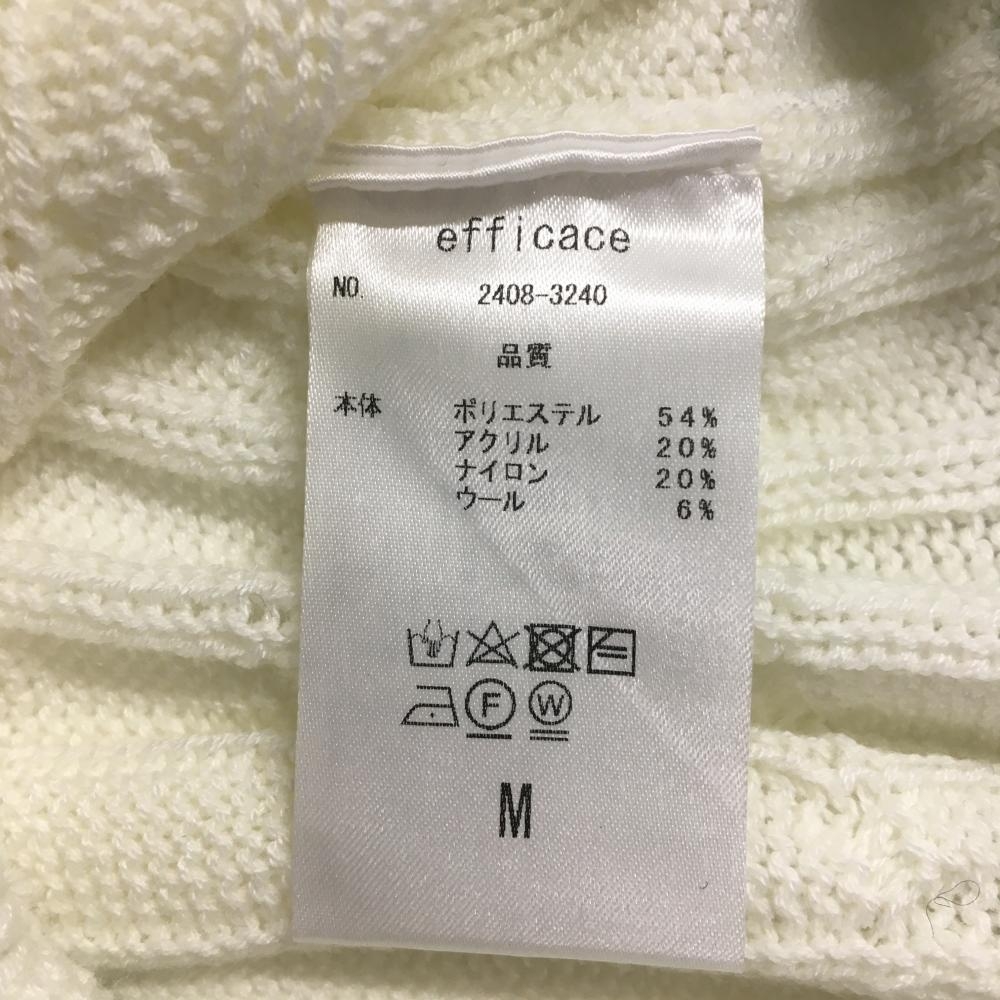 efficace
NO. 2408-3240
品質
本体 ポリエステル 54%
アクリル 20%
ナイロン 20%
ウール 6%
F W
M